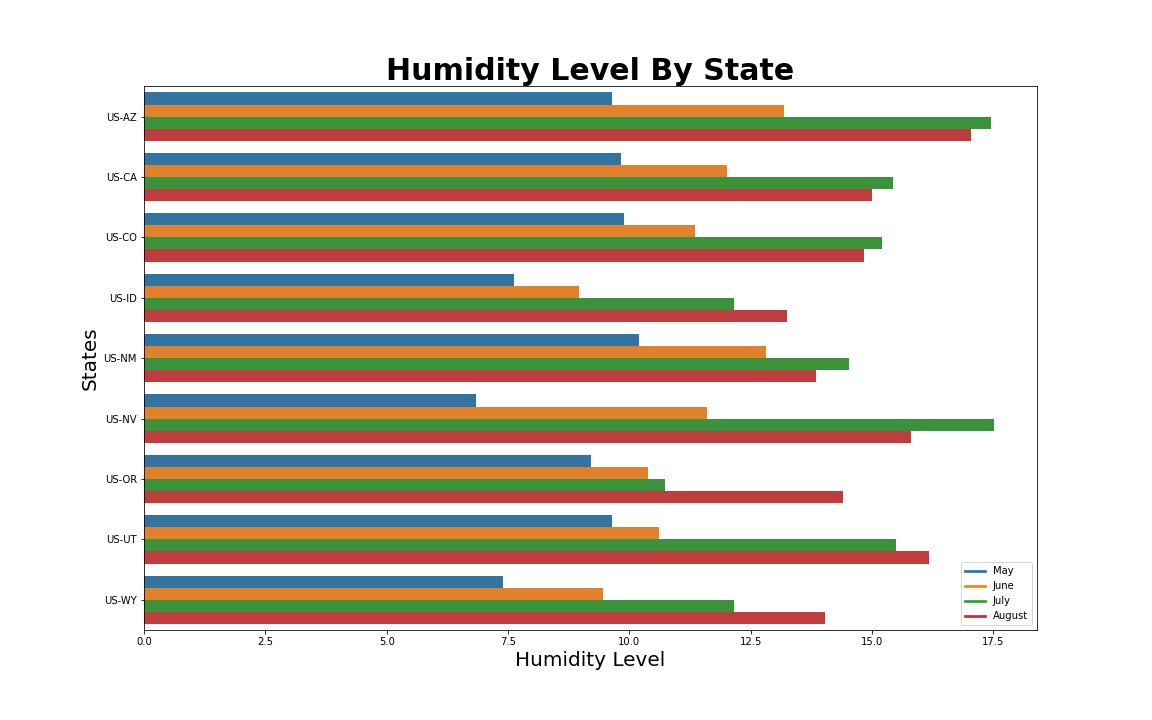 Humidity Level By State
States
US-AZ
US-CA
US-CO
US-ID
US-NM
US-NV
US-OR
US-UT
US-WY
May
June
July
August
0.0 2.5 5.0 7.5 10.0 12.5 15.0 17.5
Humidity Level